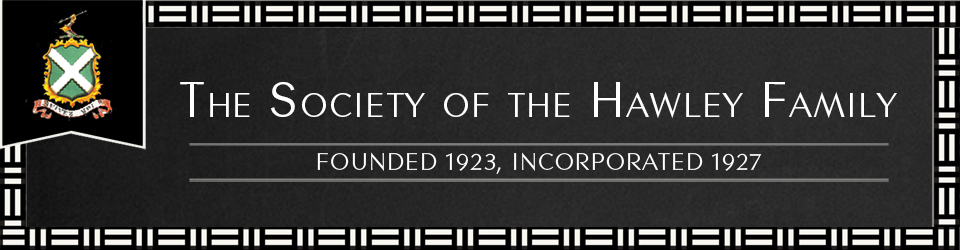 The Society of the Hawley Family
FOUNDED 1923, INCORPORATED 1927